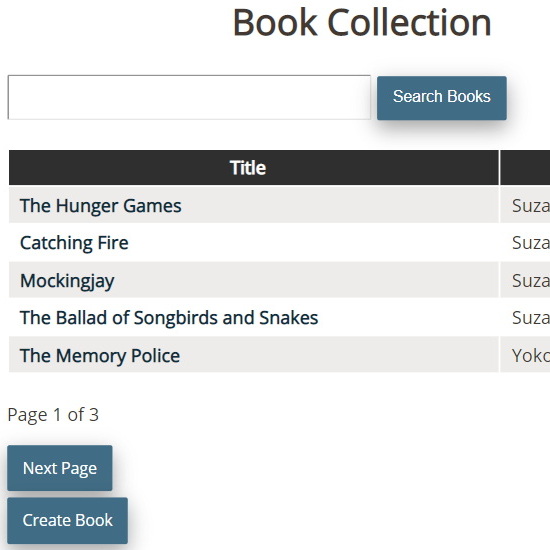 Book Collection
Search Books
Title
The Hunger Games Suza
Catching Fire Suza
Mockingjay Suza
The Ballad of Songbirds and Snakes Suza
The Memory Police Yoko
Page 1 of 3
Next Page
Create Book